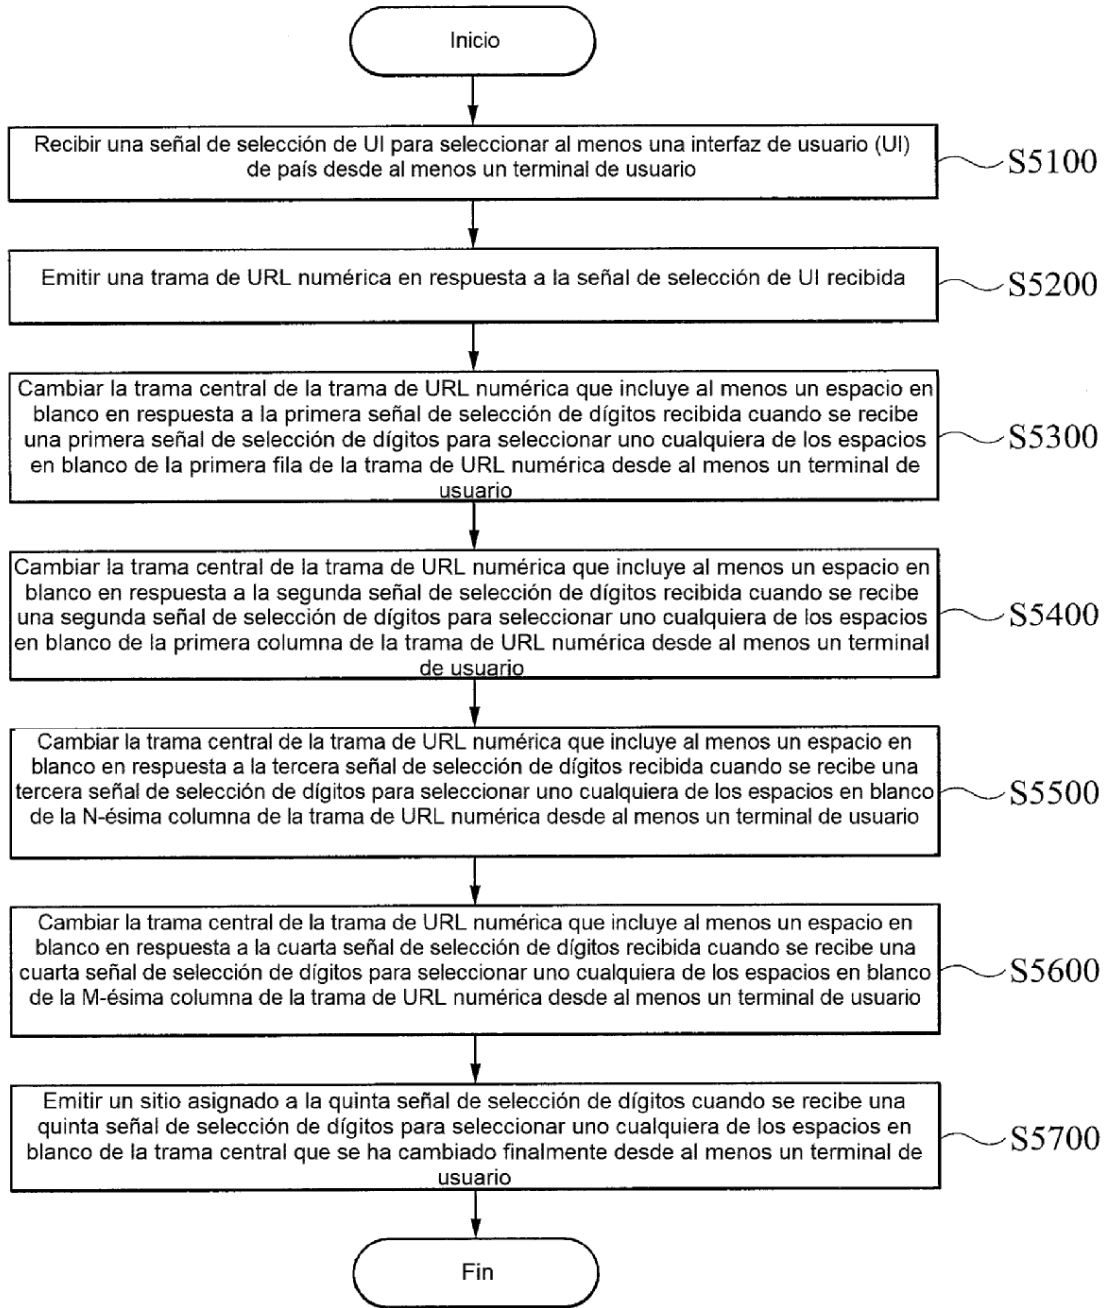 Inicio
Recibir una señal de selección de UI para seleccionar al menos una interfaz de usuario (UI)
de país desde al menos un terminal de usuario
S5100
Emitir una trama de URL numérica en respuesta a la señal de selección de UI recibida
S5200
Cambiar la trama central de la trama de URL numérica que incluye al menos un espacio en
blanco en respuesta a la primera señal de selección de dígitos recibida cuando se recibe
una primera señal de selección de dígitos para seleccionar uno cualquiera de los espacios
en blanco de la primera fila de la trama de URL numérica desde al menos un terminal de
usuario
S5300
Cambiar la trama central de la trama de URL numérica que incluye al menos un espacio en
blanco en respuesta a la segunda señal de selección de dígitos recibida cuando se recibe
una segunda señal de selección de dígitos para seleccionar uno cualquiera de los espacios
en blanco de la primera columna de la trama de URL numérica desde al menos un terminal
de usuario
S5400
Cambiar la trama central de la trama de URL numérica que incluye al menos un espacio en
blanco en respuesta a la tercera señal de selección de dígitos recibida cuando se recibe una
tercera señal de selección de dígitos para seleccionar uno cualquiera de los espacios en blanco
de la N-ésima columna de la trama de URL numérica desde al menos un terminal de usuario
S5500
Cambiar la trama central de la trama de URL numérica que incluye al menos un espacio en
blanco en respuesta a la cuarta señal de selección de dígitos recibida cuando se recibe una
cuarta señal de selección de dígitos para seleccionar uno cualquiera de los espacios en blanco
de la M-ésima columna de la trama de URL numérica desde al menos un terminal de usuario
S5600
Emitir un sitio asignado a la quinta señal de selección de dígitos cuando se recibe una
quinta señal de selección de dígitos para seleccionar uno cualquiera de los espacios en
blanco de la trama central que se ha cambiado finalmente desde al menos un terminal de
usuario
S5700
Fin